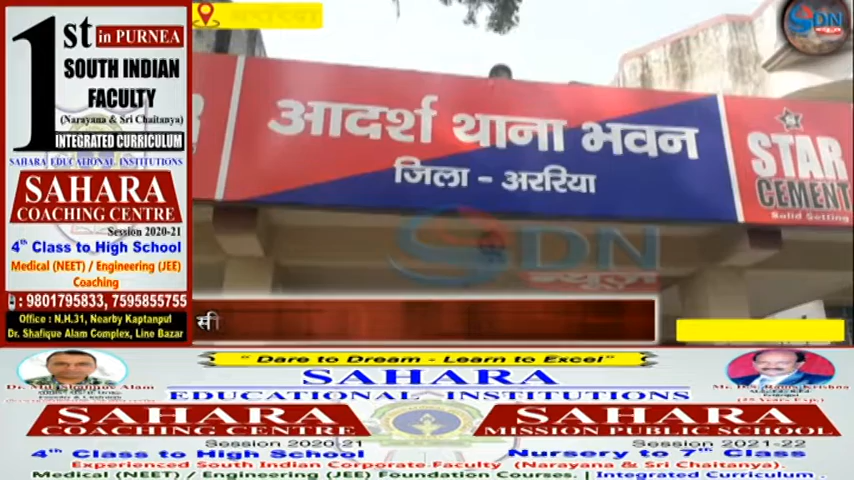 1st in PURNEA
SOUTH INDIAN
FACULTY
(Narayana & Sri Chaitanya)
INTEGRATED CURRICULUM
SAHARA EDUCATIONAL INSTITUTIONS
SAHARA
COACHING CENTRE
Session 2020-21
4th Class to High School
Medical (NEET) / Engineering (JEE)
Coaching
: 9801795833, 7595855755
Office : N.H.31, Nearby Kaptanpul
Dr. Shafique Alam Complex, Line Bazar
SDN
न्यूज़
आदर्श थाना भवन
जिला - अररिया
STAR
CEMENT
Solid Setting
SDN
न्यूज़
सी
" Dare to Dream - Learn to Excel"
SAHARA
EDUCATIONAL INSTITUTIONS
Shafique Alam
SAHARA
COACHING CENTRE
Session 2020-21
4th Class to High School
SAHARA
MISSION PUBLIC SCHOOL
Session 2021-22
Nursery to 7th Class
Experienced South Indian Corporate Faculty (Narayana & Sri Chaitanya).
Medical (NEET) / Engineering (JEE) Foundation Courses. | Integrated Curriculum .